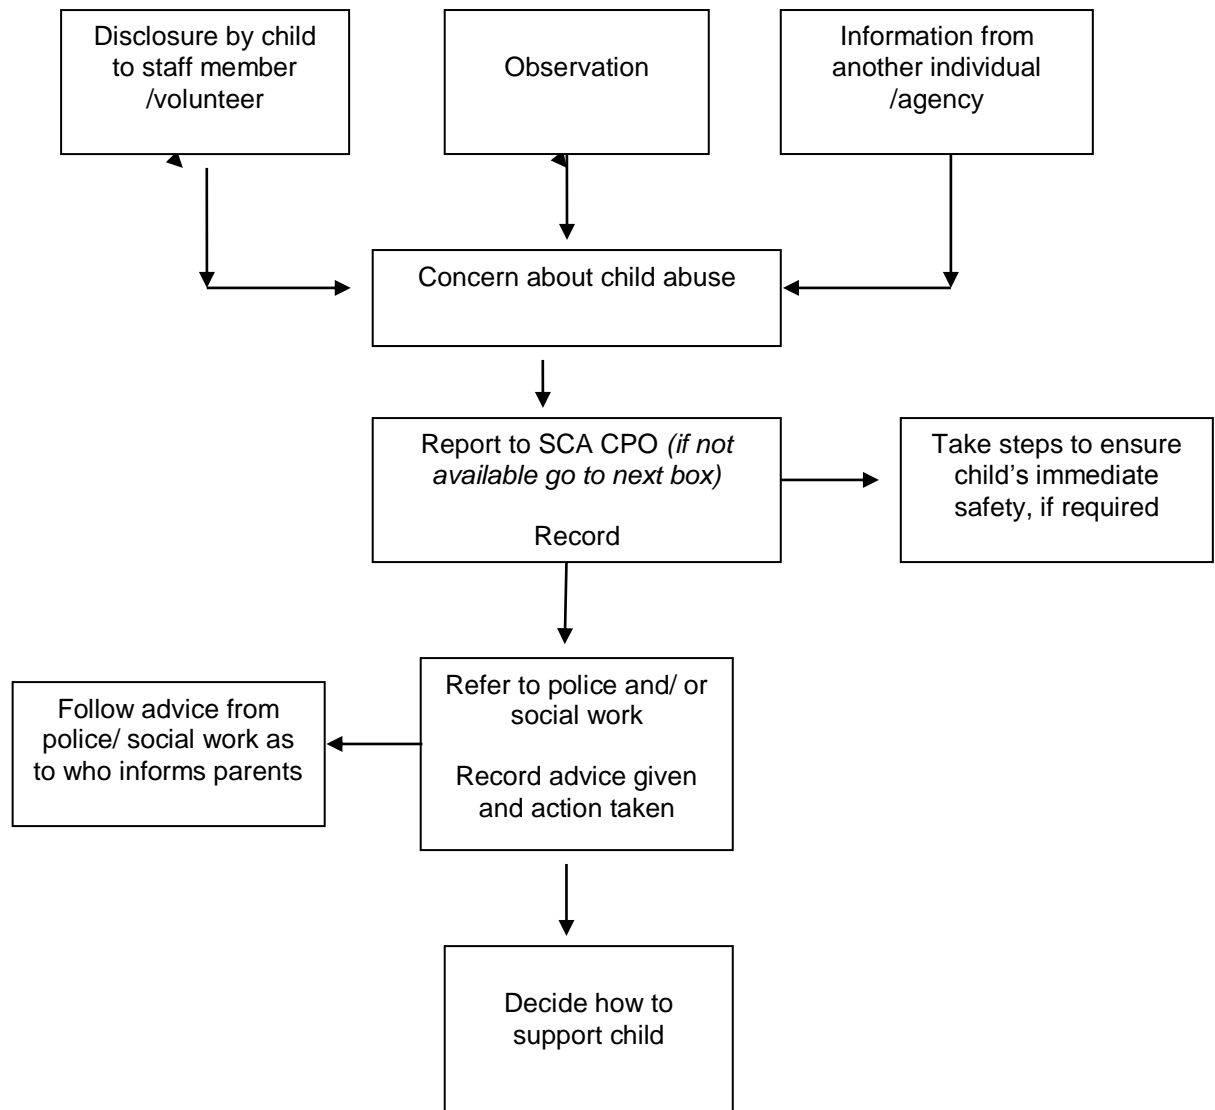 Disclosure by child
to staff member
/volunteer
Observation
Information from
another individual
/agency
Concern about child abuse
Report to SCA CPO (if not
available go to next box)
Record
Take steps to ensure
child’s immediate
safety, if required
Refer to police and/ or
social work
Record advice given
and action taken
Follow advice from
police/ social work as
to who informs parents
Decide how to
support child